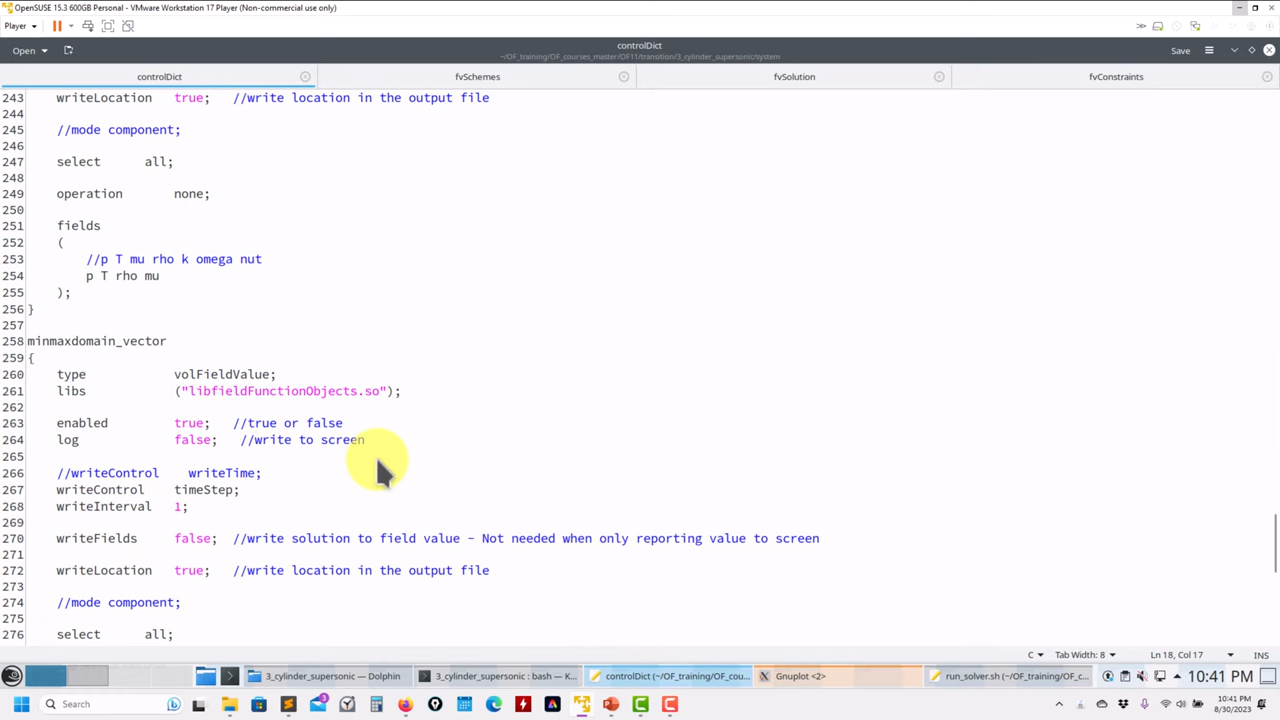 OpenSUSE 15.3 600GB Personal - VMware Workstation 17 Player (Non-commercial use only)
Player
Open
controlDict
~/OF_training/OF_courses_master/OF11/transition/3_cylinder_supersonic/system
Save
controlDict
fvSchemes
fvSolution
fvConstraints
243 writeLocation true; //write location in the output file
244
245 //mode component;
246
247 select all;
248
249 operation none;
250
251 fields
252 (
253 //p T mu rho k omega nut
254 p T rho mu
255 );
256 }
257
258 minmaxdomain_vector
259 {
260 type volFieldValue;
261 libs ("libfieldFunctionObjects.so");
262
263 enabled true; //true or false
264 log false; //write to screen
265
266 //writeControl writeTime;
267 writeControl timeStep;
268 writeInterval 1;
269
270 writeFields false; //write solution to field value - Not needed when only reporting value to screen
271
272 writeLocation true; //write location in the output file
273
274 //mode component;
275
276 select all;
C
Tab Width: 8
Ln 18, Col 17
INS
3_cylinder_supersonic — Dolphin
3_cylinder_supersonic : bash — K...
controlDict (~/OF_training/OF_cou...
Gnuplot <2>
run_solver.sh (~/OF_training/OF_c...
10:41 PM
Search
10:41 PM
8/30/2023